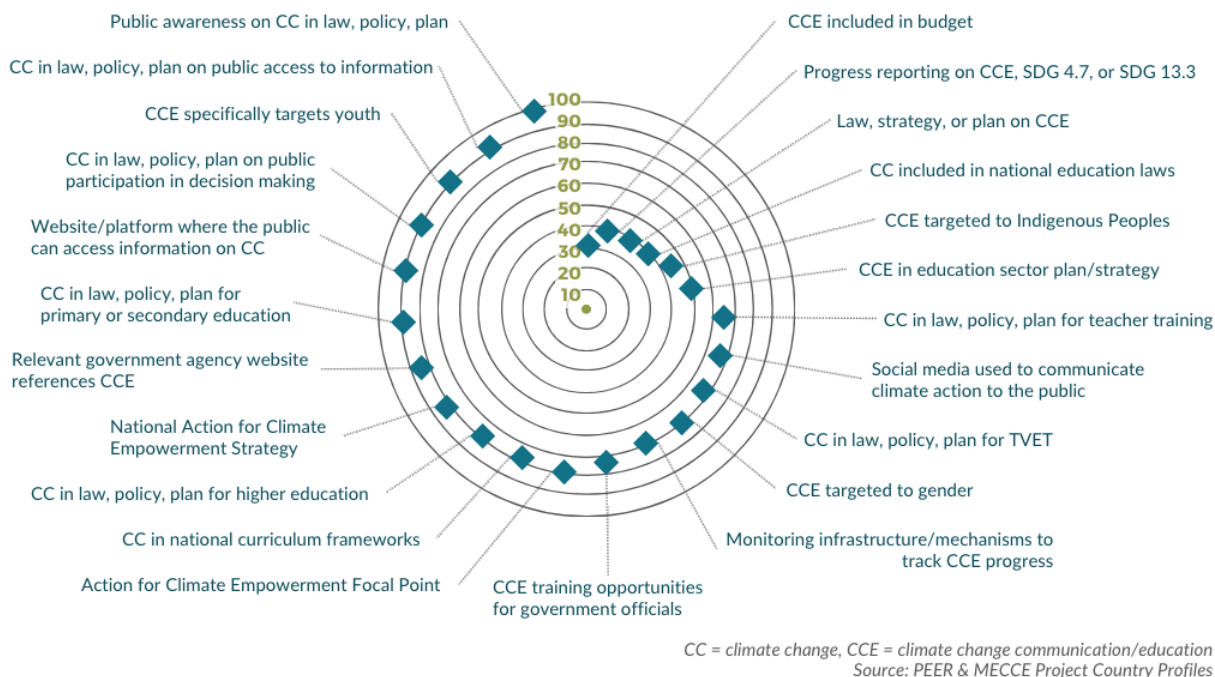 Public awareness on CC in law, policy, plan
CC in law, policy, plan on public access to information
CCE specifically targets youth
CC in law, policy, plan on public
participation in decision making
Website/platform where the public
can access information on CC
CC in law, policy, plan for
primary or secondary education
Relevant government agency website
references CCE
National Action for Climate
Empowerment Strategy
CC in law, policy, plan for higher education
CC in national curriculum frameworks
Action for Climate Empowerment Focal Point
100
90
80
70
60
50
40
30
20
10
CCE included in budget
Progress reporting on CCE, SDG 4.7, or SDG 13.3
Law, strategy, or plan on CCE
CC included in national education laws
CCE targeted to Indigenous Peoples
CCE in education sector plan/strategy
CC in law, policy, plan for teacher training
Social media used to communicate
climate action to the public
CC in law, policy, plan for TVET
CCE targeted to gender
Monitoring infrastructure/mechanisms to
track CCE progress
CCE training opportunities
for government officials
CC = climate change, CCE = climate change communication/education
Source: PEER & MECCE Project Country Profiles